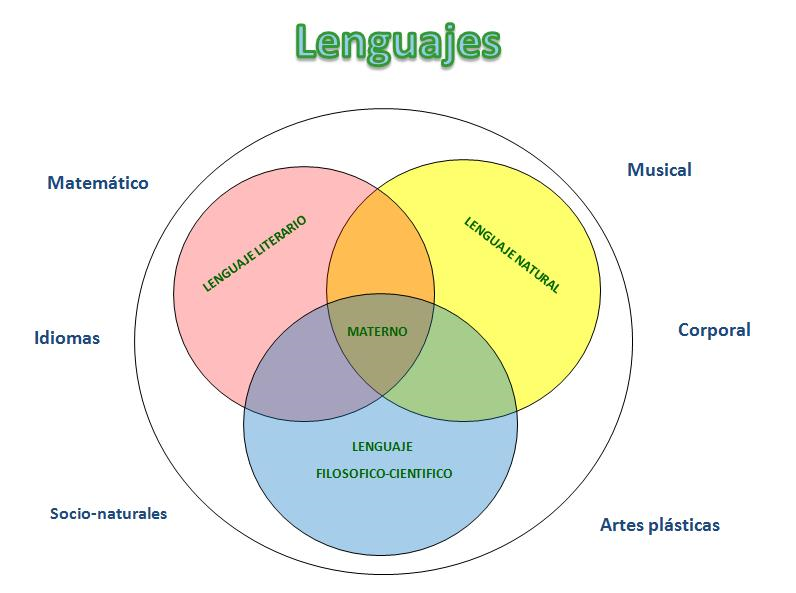 Lenguajes
Musical
Matemático
LENGUAJE LITERARIO
LENGUAJE NATURAL
MATERNO
Idiomas
Corporal
LENGUAJE
FILOSOFICO-CIENTIFICO
Socio-naturales
Artes plásticas